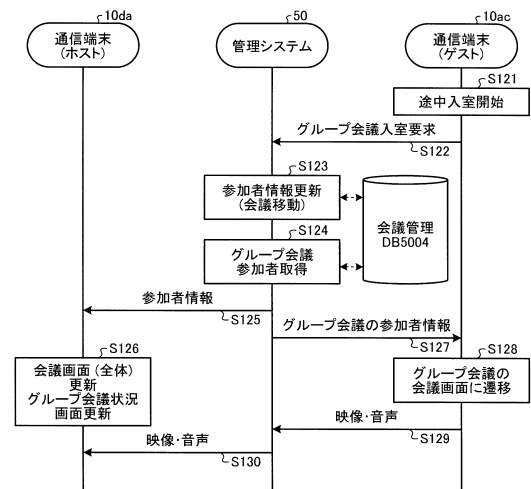 10da
50
10ac
通信端末
(ホスト)
管理システム
通信端末
(ゲスト)
S121
途中入室開始
グループ会議入室要求
S122
S123
参加者情報更新
(会議移動)
会議管理
DB5004
S124
グループ会議
参加者取得
参加者情報
S125
グループ会議の参加者情報
S127
S126
会議画面(全体)
更新
グループ会議状況
画面更新
S128
グループ会議の
会議画面に遷移
映像・音声
S129
映像・音声
S130